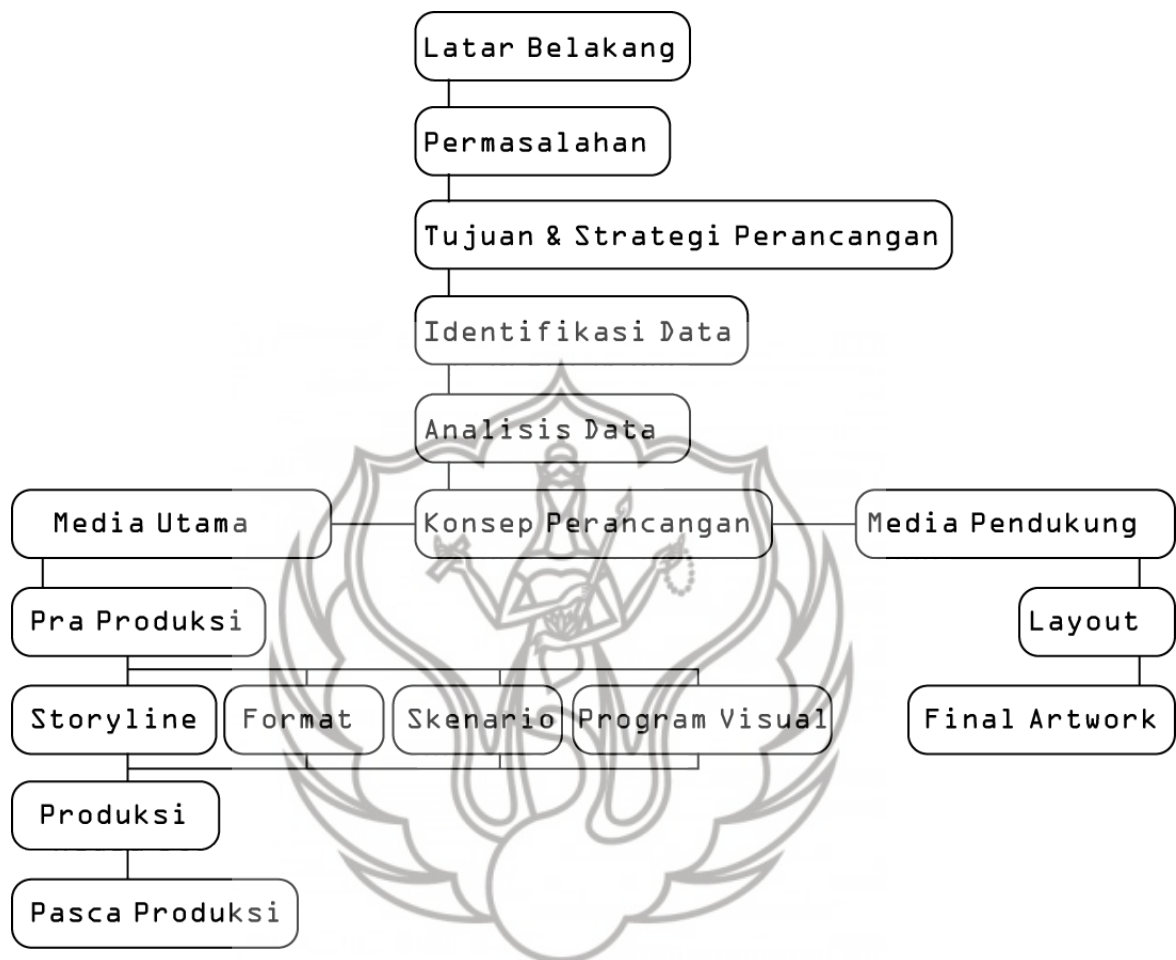 Latar Belakang
Permasalahan
Tujuan & Strategi Perancangan
Identifikasi Data
Analisis Data
Media Utama
Konsep Perancangan
Media Pendukung
Pra Produksi
Layout
Storyline
Format
Skenario
Program Visual
Final Artwork
Produksi
Pasca Produksi